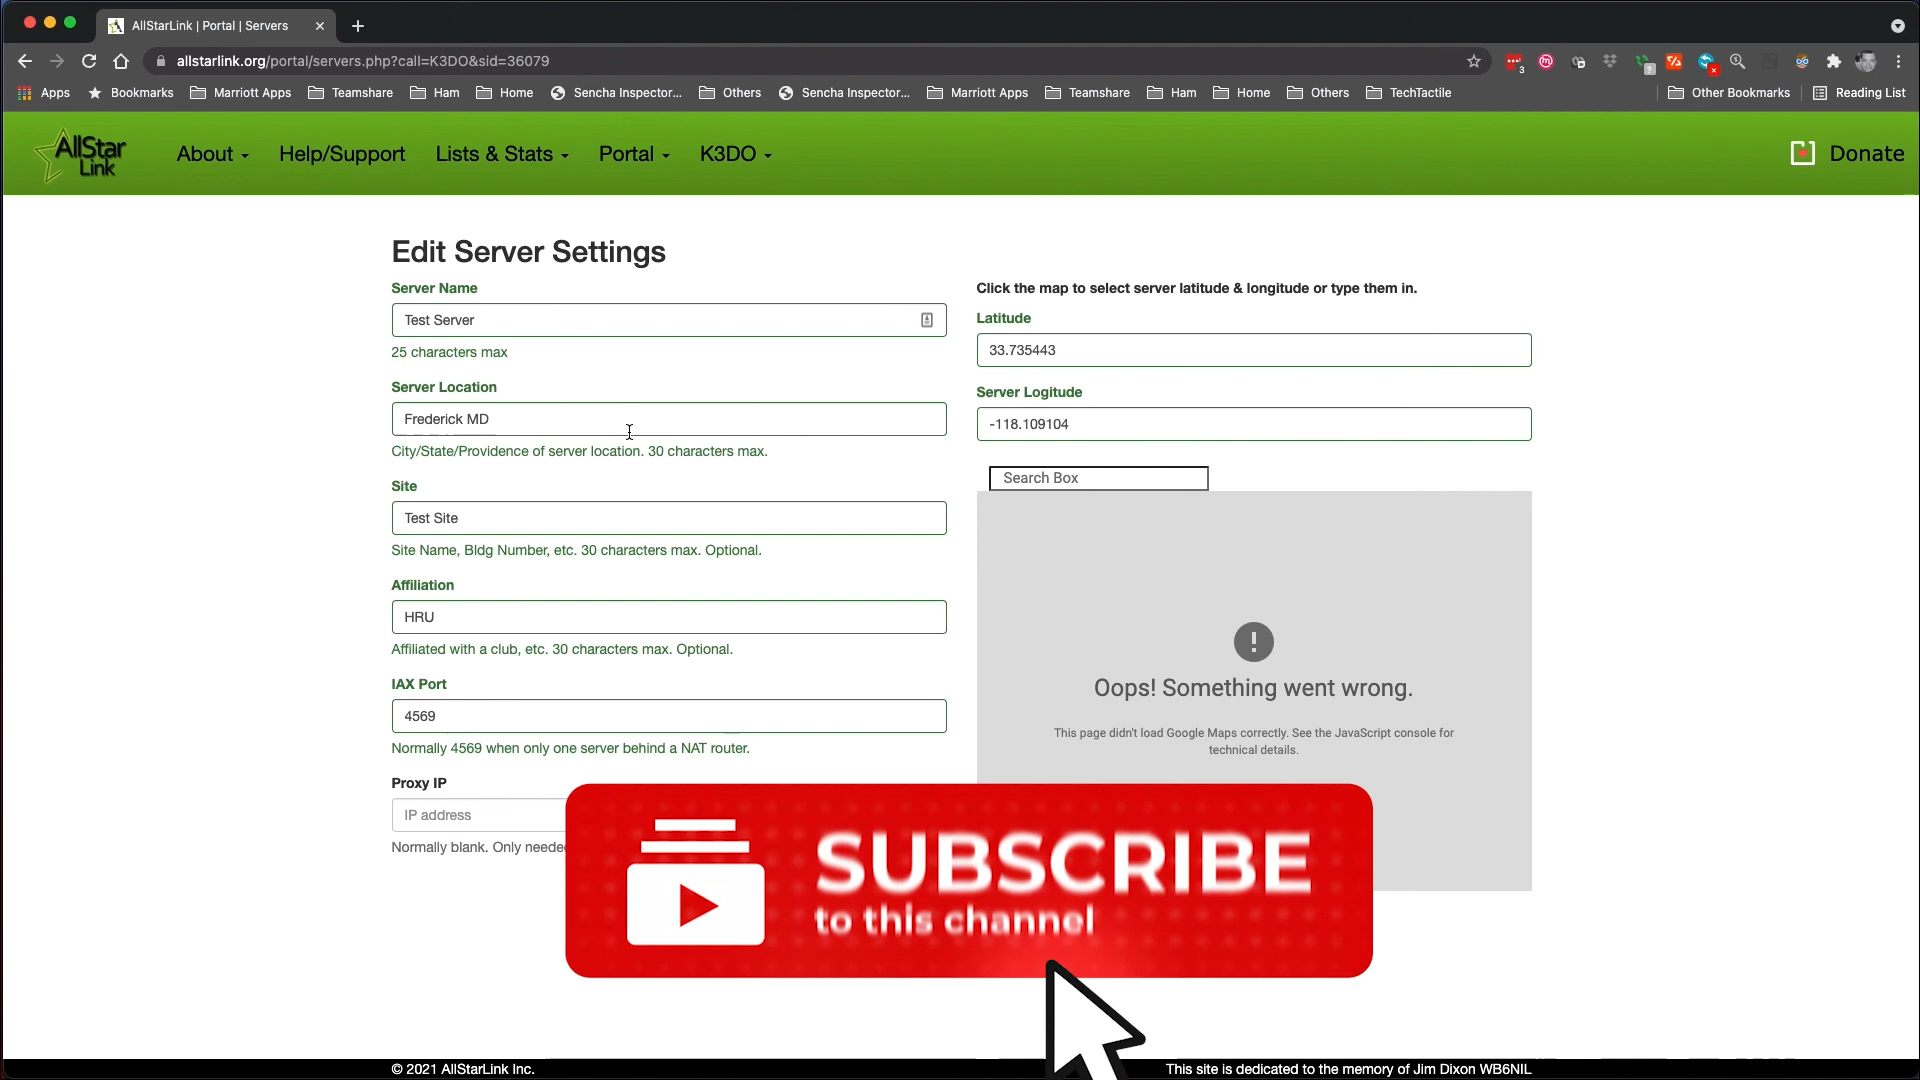 AllStarLink | Portal | Servers
allstarlink.org/portal/servers.php?call=K3DO&sid=36079
3
?
x
Apps
Bookmarks
Marriott Apps
Teamshare
Ham
Home
Sencha Inspector...
Others
Sencha Inspector...
Marriott Apps
Teamshare
Ham
Home
Others
TechTactile
Other Bookmarks
Reading List
AllStar
Link
About
Help/Support
Lists & Stats
Portal
K3DO
Donate
Edit Server Settings
Server Name
Test Server
25 characters max
Server Location
Frederick MD
City/State/Providence of server location. 30 characters max.
Site
Test Site
Site Name, Bldg Number, etc. 30 characters max. Optional.
Affiliation
HRU
Affiliated with a club, etc. 30 characters max. Optional.
IAX Port
4569
Normally 4569 when only one server behind a NAT router.
Proxy IP
IP address
Normally blank. Only neede
Click the map to select server latitude & longitude or type them in.
Latitude
33.735443
Server Logitude
-118.109104
Search Box
Oops! Something went wrong.
This page didn't load Google Maps correctly. See the JavaScript console for
technical details.
SUBSCRIBE
to this channel
© 2021 AllStarLink Inc.
This site is dedicated to the memory of Jim Dixon WB6NIL